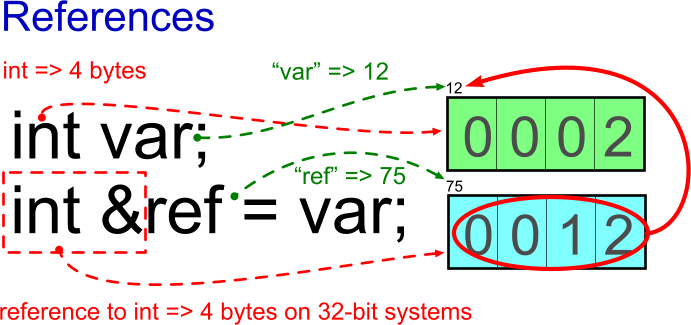 References
int => 4 bytes
“var” => 12
12
int var;
0 0 0 2
“ref” => 75
75
int &ref = var;
0 0 1 2
reference to int => 4 bytes on 32-bit systems